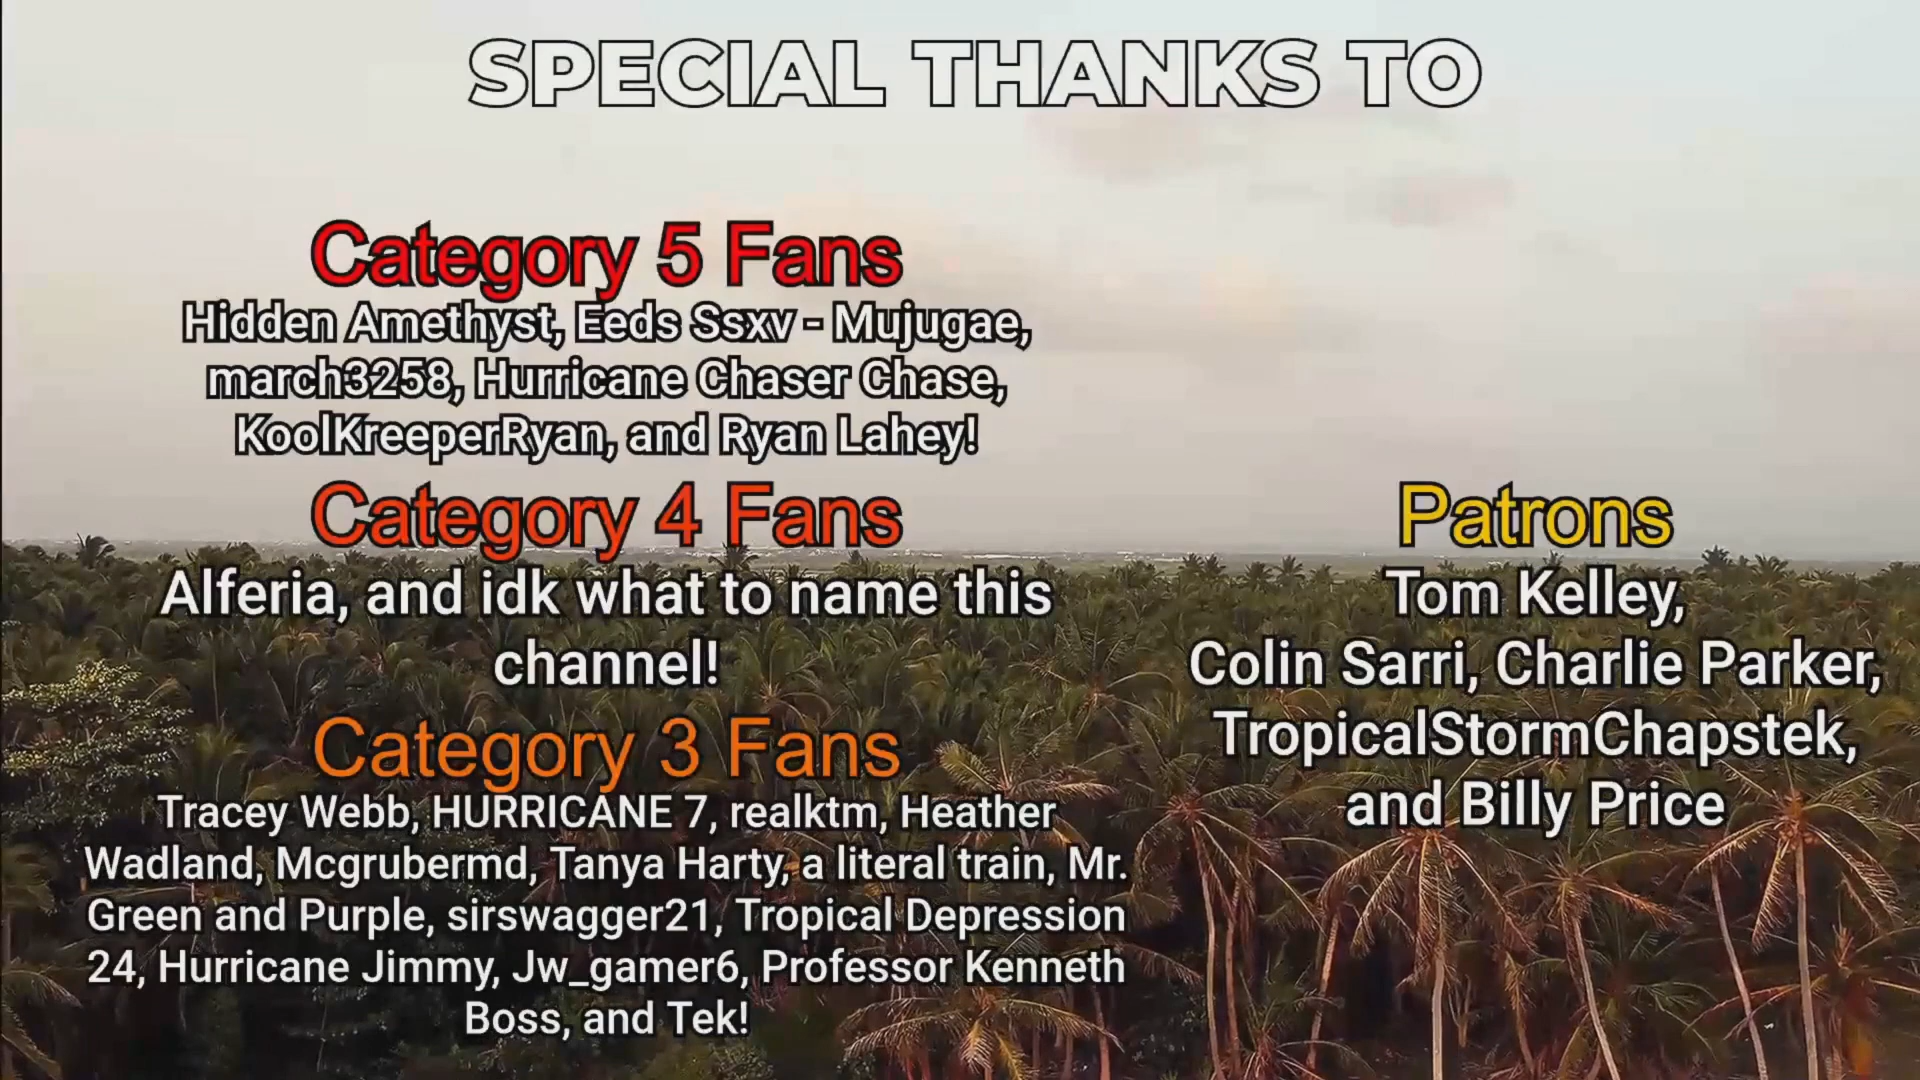 SPECIAL THANKS TO
Category 5 Fans
Hidden Amethyst, Eeds Ssxv - Mujugae,
march3258, Hurricane Chaser Chase,
KoolKreeperRyan, and Ryan Lahey!
Category 4 Fans
Alferia, and idk what to name this
channel!
Category 3 Fans
Tracey Webb, HURRICANE 7, realktm, Heather
Wadland, Mcgrubermd, Tanya Harty, a literal train, Mr.
Green and Purple, sirswagger21, Tropical Depression
24, Hurricane Jimmy, Jw_gamer6, Professor Kenneth
Boss, and Tek!
Patrons
Tom Kelley,
Colin Sarri, Charlie Parker,
TropicalStormChapstek,
and Billy Price